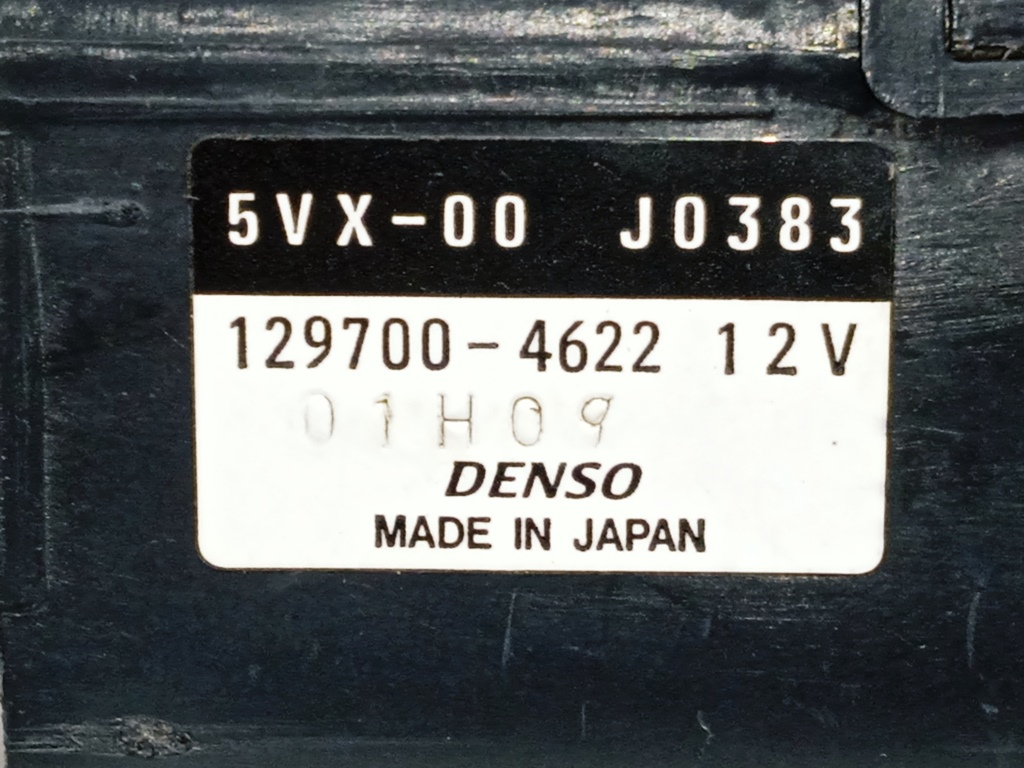 5VX-00 J0383
129700-4622 12V
01H09
DENSO
MADE IN JAPAN